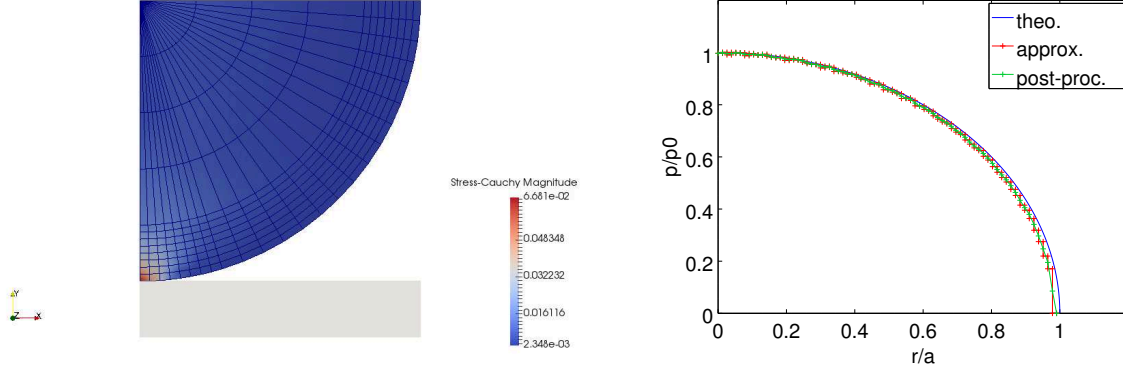 Stress-Cauchy Magnitude
6.681e-02
0.048348
0.032232
0.016116
2.348e-03
Y
Z
X
theo.
approx.
post-proc.
1
0.8
0.6
0.4
0.2
0
p/p0
0
0.2
0.4
0.6
0.8
1
r/a